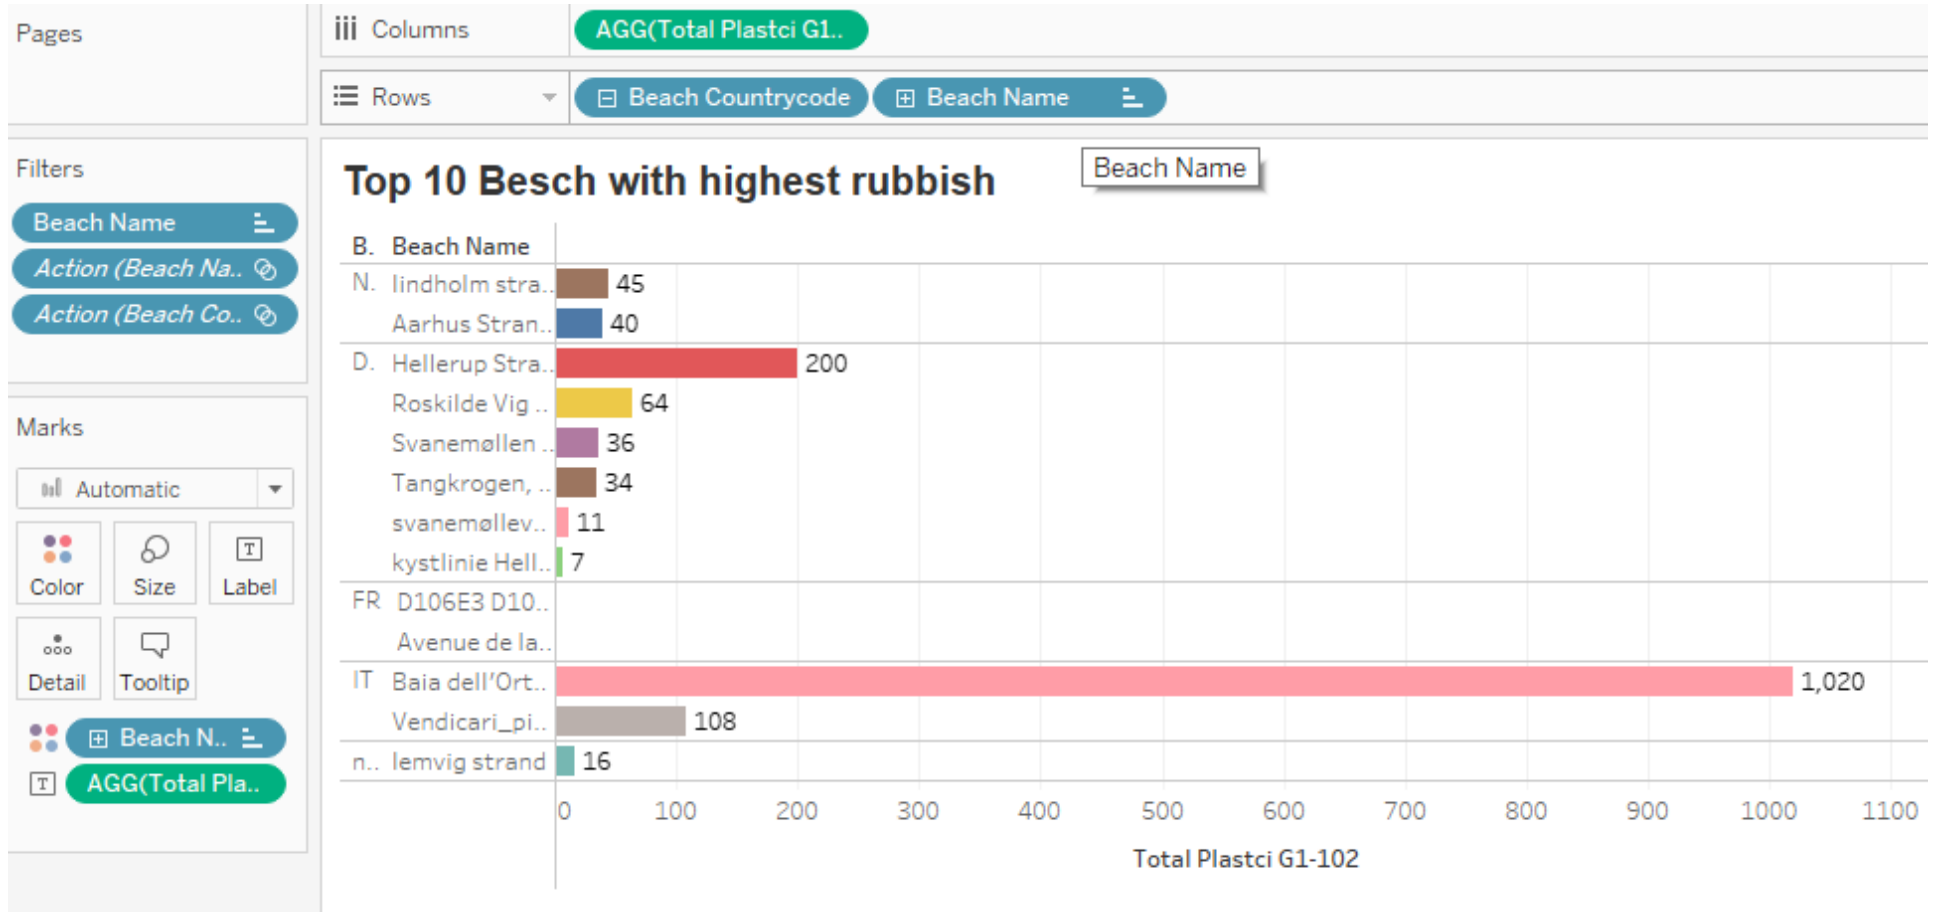 Pages
Columns AGG(Total Plastci G1..
Rows Beach Countrycode Beach Name
Filters
Beach Name
Action (Beach Na..
Action (Beach Co..
Marks
Automatic
Color Size Label
Detail Tooltip
Beach N..
AGG(Total Pla..
Top 10 Besch with highest rubbish
Beach Name
B. Beach Name
N. lindholm stra.. 45
Aarhus Stran.. 40
D. Hellerup Stra.. 200
Roskilde Vig .. 64
Svanemøllen .. 36
Tangkrogen, .. 34
svanemøllev.. 11
kystlinie Hell.. 7
FR D106E3 D10..
Avenue de la..
IT Baia dell'Ort.. 1,020
Vendicari_pi.. 108
n.. lemvig strand 16
0 100 200 300 400 500 600 700 800 900 1000 1100
Total Plastci G1-102